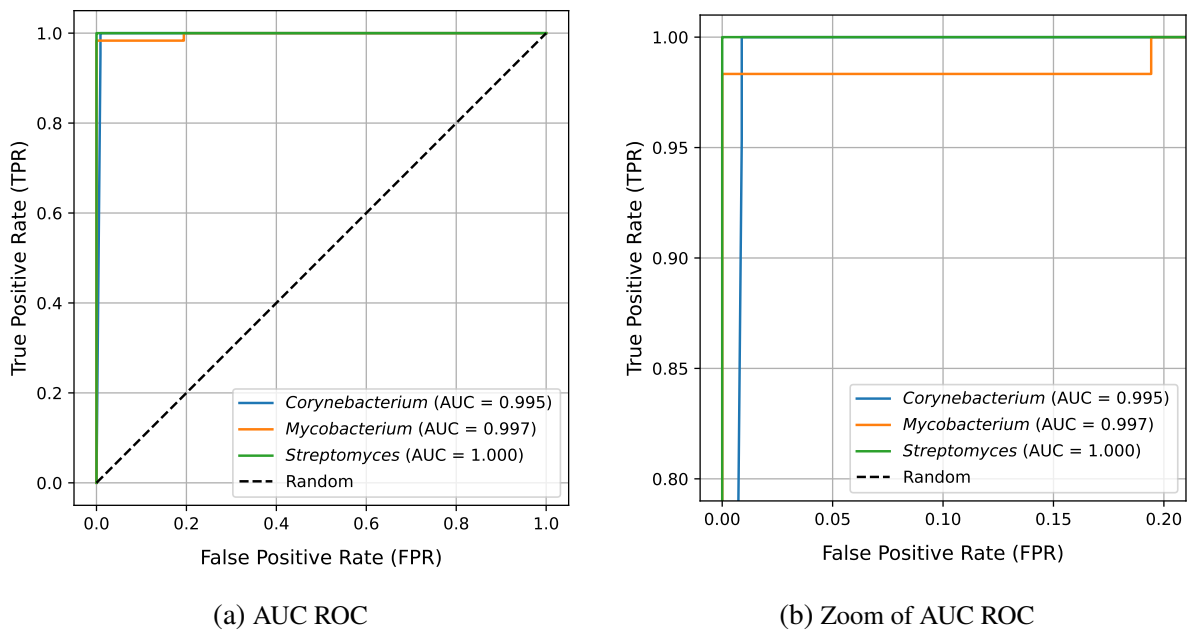 1.0
0.8
0.6
0.4
0.2
0.0
True Positive Rate (TPR)
Corynebacterium (AUC = 0.995)
Mycobacterium (AUC = 0.997)
Streptomyces (AUC = 1.000)
Random
0.0 0.2 0.4 0.6 0.8 1.0
False Positive Rate (FPR)
(a) AUC ROC
1.00
0.95
0.90
0.85
0.80
True Positive Rate (TPR)
Corynebacterium (AUC = 0.995)
Mycobacterium (AUC = 0.997)
Streptomyces (AUC = 1.000)
Random
0.00 0.05 0.10 0.15 0.20
False Positive Rate (FPR)
(b) Zoom of AUC ROC